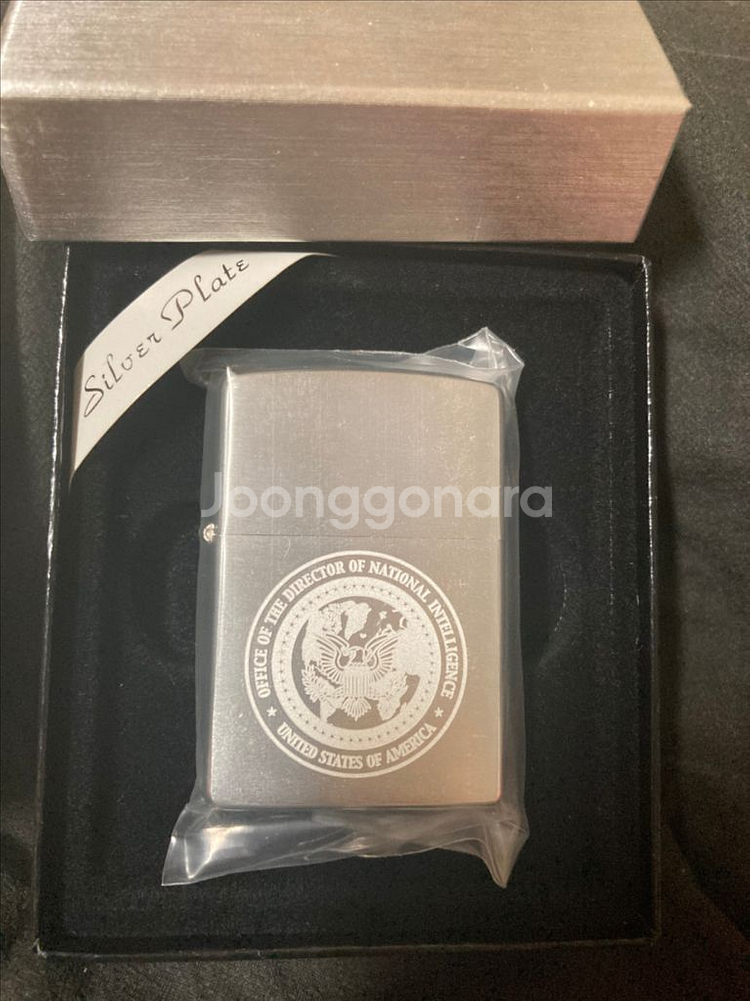 Silver Plate
Joonggonara
OFFICE OF THE DIRECTOR OF NATIONAL INTELLIGENCE
★ UNITED STATES OF AMERICA ★